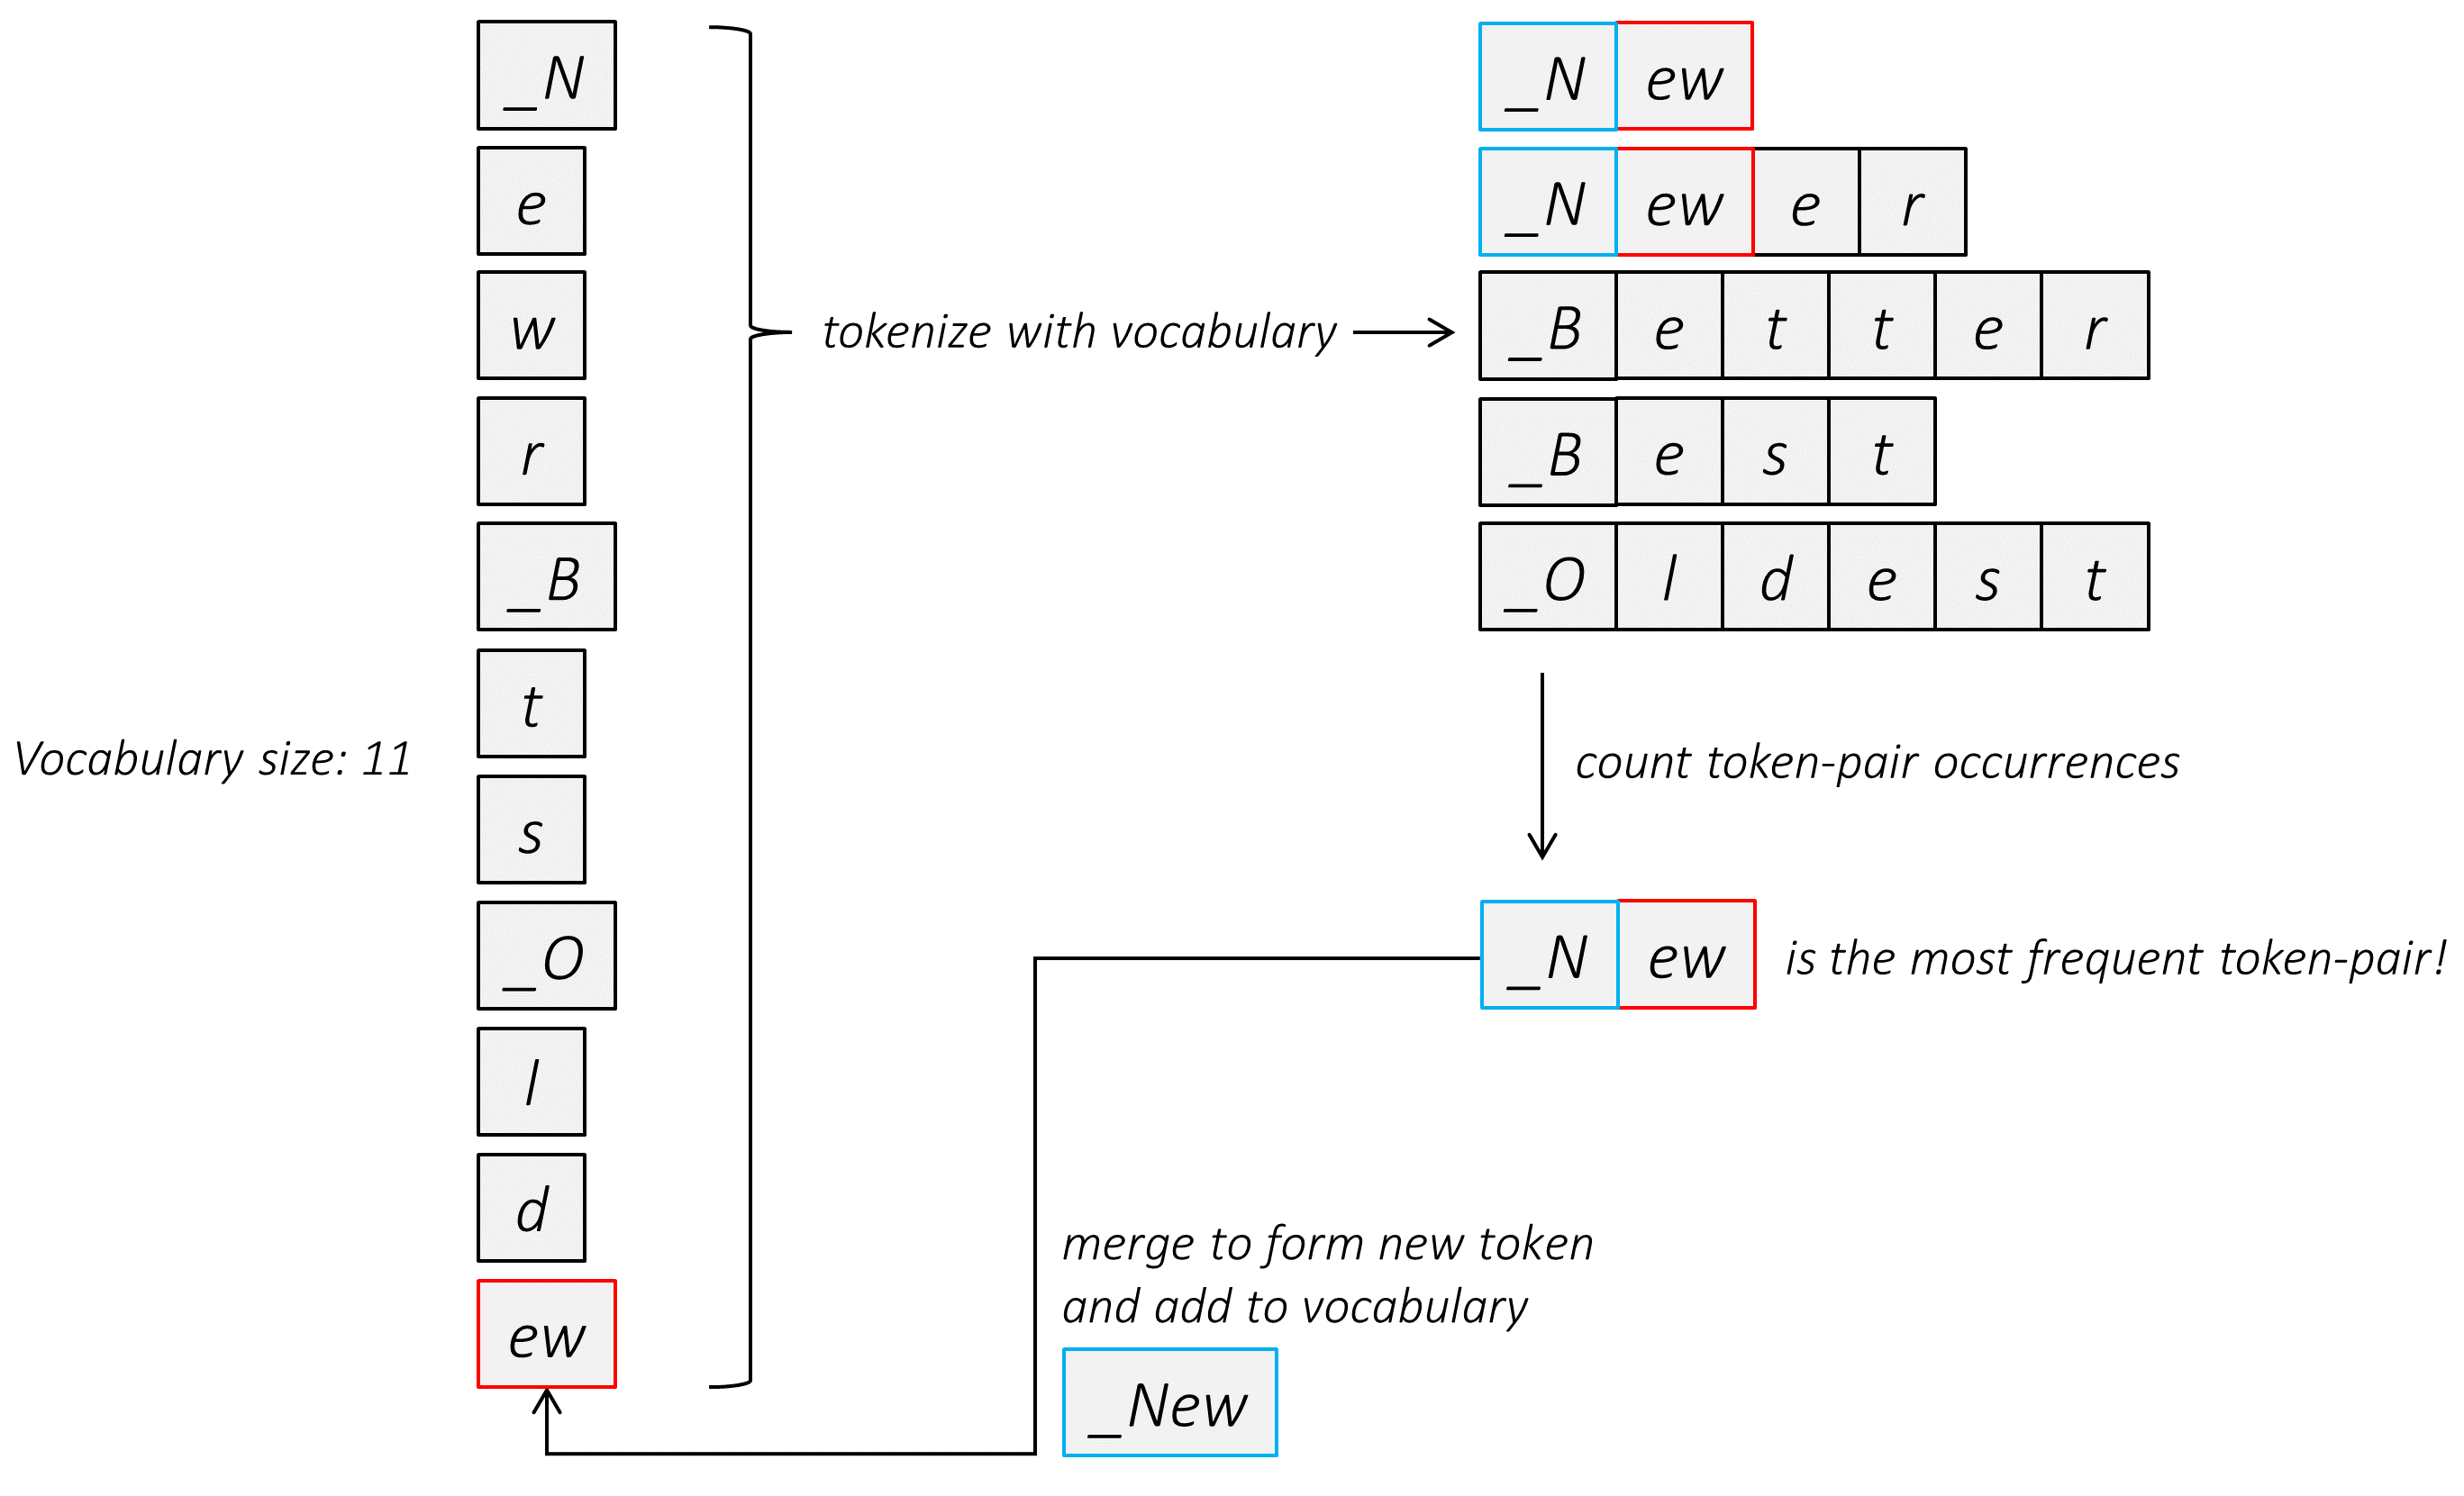 _N
e
w
r
_B
t
s
_O
l
d
ew
Vocabulary size: 11
tokenize with vocabulary
_N ew
_N ew e r
_B e t t e r
_B e s t
_O l d e s t
count token-pair occurrences
_N ew is the most frequent token-pair!
merge to form new token
and add to vocabulary
_New